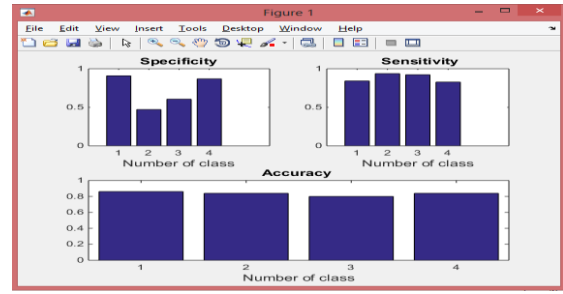 Figure 1
File Edit View Insert Tools Desktop Window Help
Specificity
1
0.5
0
1 2 3 4
Number of class
Sensitivity
1
0.5
0
1 2 3 4
Number of class
Accuracy
1
0.8
0.6
0.4
0.2
0
1 2 3 4
Number of class